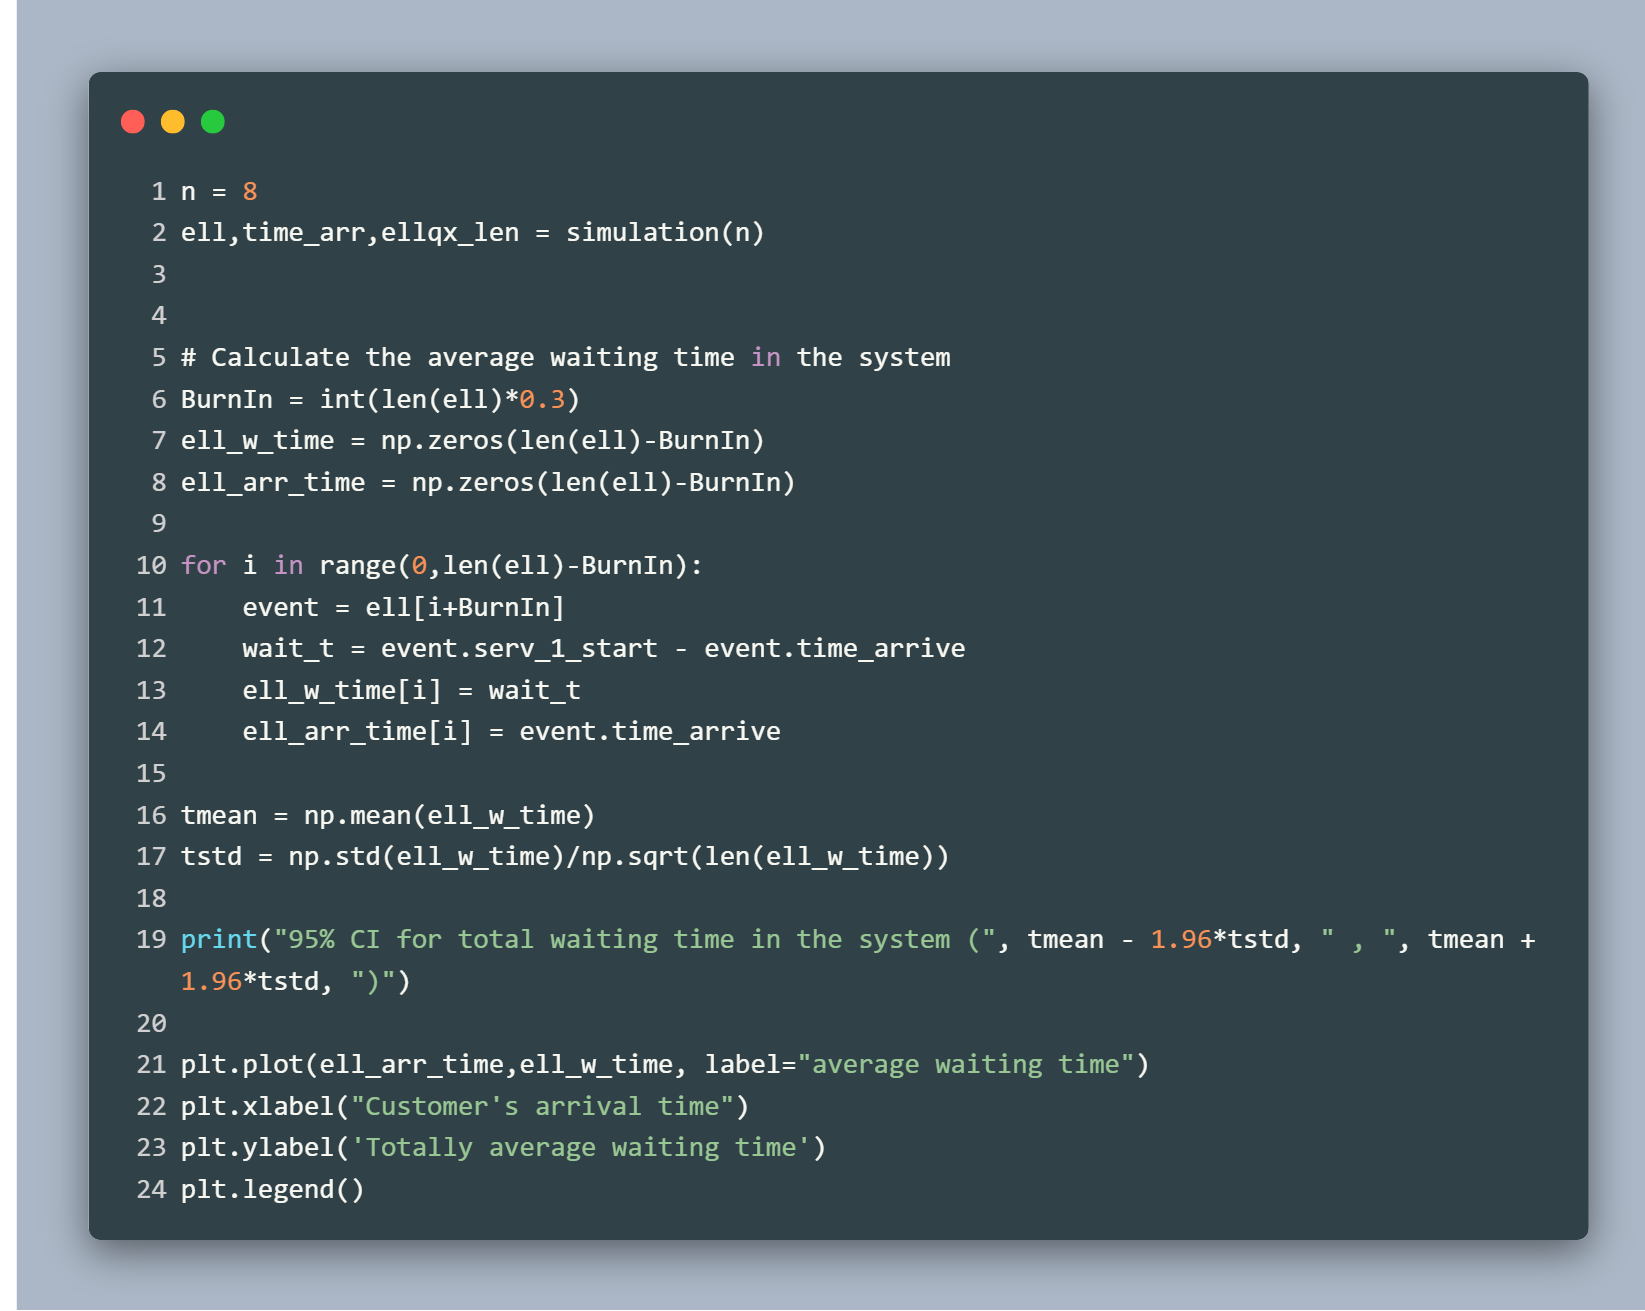 1 n = 8
2 ell,time_arr,ellqx_len = simulation(n)
3
4
5 # Calculate the average waiting time in the system
6 BurnIn = int(len(ell)*0.3)
7 ell_w_time = np.zeros(len(ell)-BurnIn)
8 ell_arr_time = np.zeros(len(ell)-BurnIn)
9
10 for i in range(0,len(ell)-BurnIn):
11     event = ell[i+BurnIn]
12     wait_t = event.serv_1_start - event.time_arrive
13     ell_w_time[i] = wait_t
14     ell_arr_time[i] = event.time_arrive
15
16 tmean = np.mean(ell_w_time)
17 tstd = np.std(ell_w_time)/np.sqrt(len(ell_w_time))
18
19 print("95% CI for total waiting time in the system (", tmean - 1.96*tstd, " , ", tmean +
1.96*tstd, ")")
20
21 plt.plot(ell_arr_time,ell_w_time, label="average waiting time")
22 plt.xlabel("Customer's arrival time")
23 plt.ylabel('Totally average waiting time')
24 plt.legend()